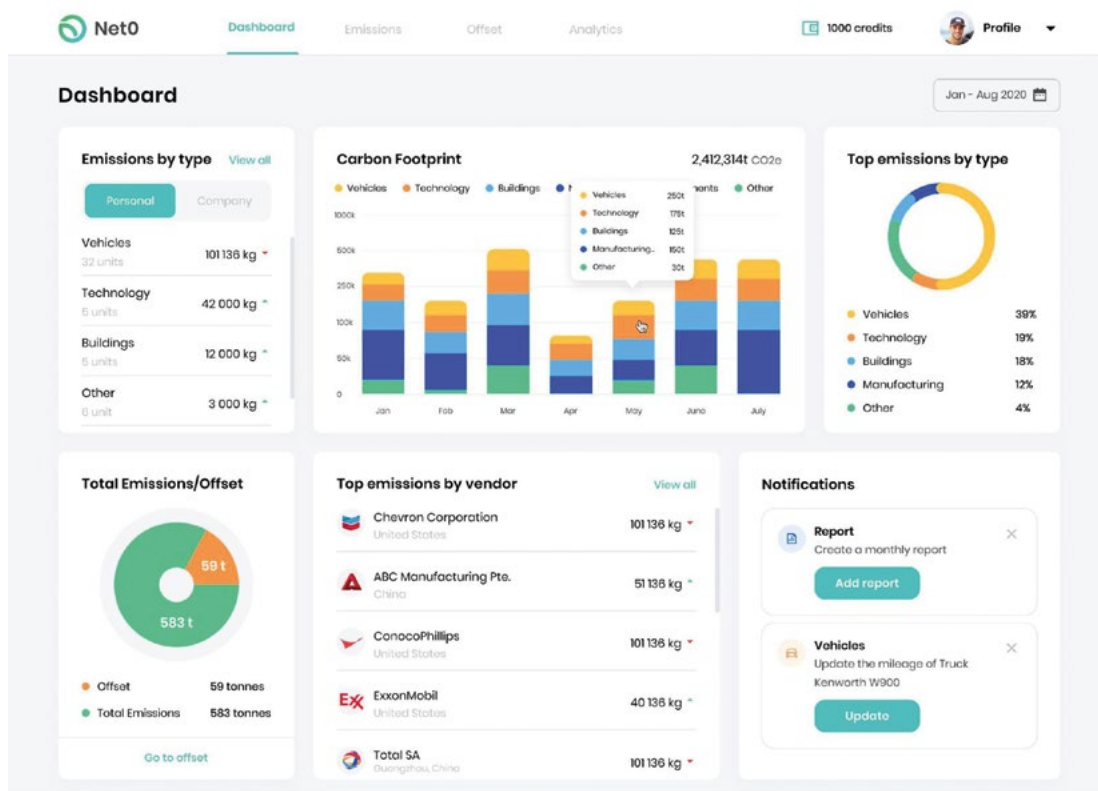 Net0
Dashboard
Emissions
Offset
Analytics
1000 credits
Profile
Dashboard
Jan - Aug 2020
Emissions by type
View all
Personal
Company
Vehicles
32 units
101 136 kg
Technology
5 units
42 000 kg
Buildings
5 units
12 000 kg
Other
6 unit
3 000 kg
Carbon Footprint
2,412,314t CO2e
Vehicles
Technology
Buildings
Other
Vehicles 250t
Technology 175t
Buildings 125t
Manufacturing.. 150t
Other 30t
1000k
500k
250k
100k
50k
0
Jan
Feb
Mar
Apr
May
June
July
Top emissions by type
Vehicles 39%
Technology 19%
Buildings 18%
Manufacturing 12%
Other 4%
Total Emissions/Offset
59 t
583 t
Offset 59 tonnes
Total Emissions 583 tonnes
Go to offset
Top emissions by vendor
View all
Chevron Corporation
United States
101 136 kg
ABC Manufacturing Pte.
China
51 136 kg
ConocoPhillips
United States
101 136 kg
EXX
ExxonMobil
United States
40 136 kg
Total SA
Guangzhou, China
101 136 kg
Notifications
Report
Create a monthly report
Add report
Vehicles
Update the mileage of Truck
Kenworth W900
Update